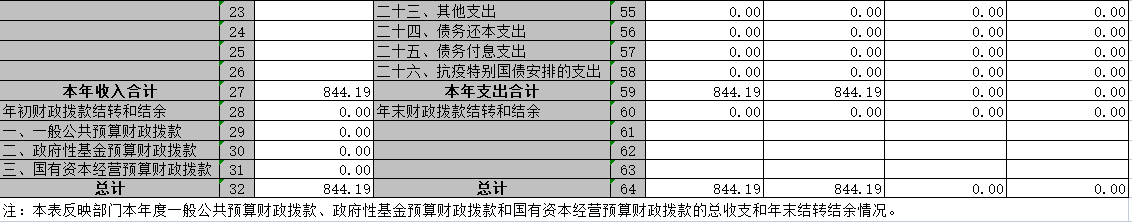 23 二十三、其他支出 55 0.00 0.00 0.00 0.00
24 二十四、债务还本支出 56 0.00 0.00 0.00 0.00
25 二十五、债务付息支出 57 0.00 0.00 0.00 0.00
26 二十六、抗疫特别国债安排的支出 58 0.00 0.00 0.00 0.00
本年收入合计 27 844.19 本年支出合计 59 844.19 844.19 0.00 0.00
年初财政拨款结转和结余 28 0.00 年末财政拨款结转和结余 60 0.00 0.00 0.00 0.00
一、一般公共预算财政拨款 29 0.00 61
二、政府性基金预算财政拨款 30 0.00 62
三、国有资本经营预算财政拨款 31 0.00 63
总计 32 844.19 总计 64 844.19 844.19 0.00 0.00
注：本表反映部门本年度一般公共预算财政拨款、政府性基金预算财政拨款和国有资本经营预算财政拨款的总收支和年末结转结余情况。